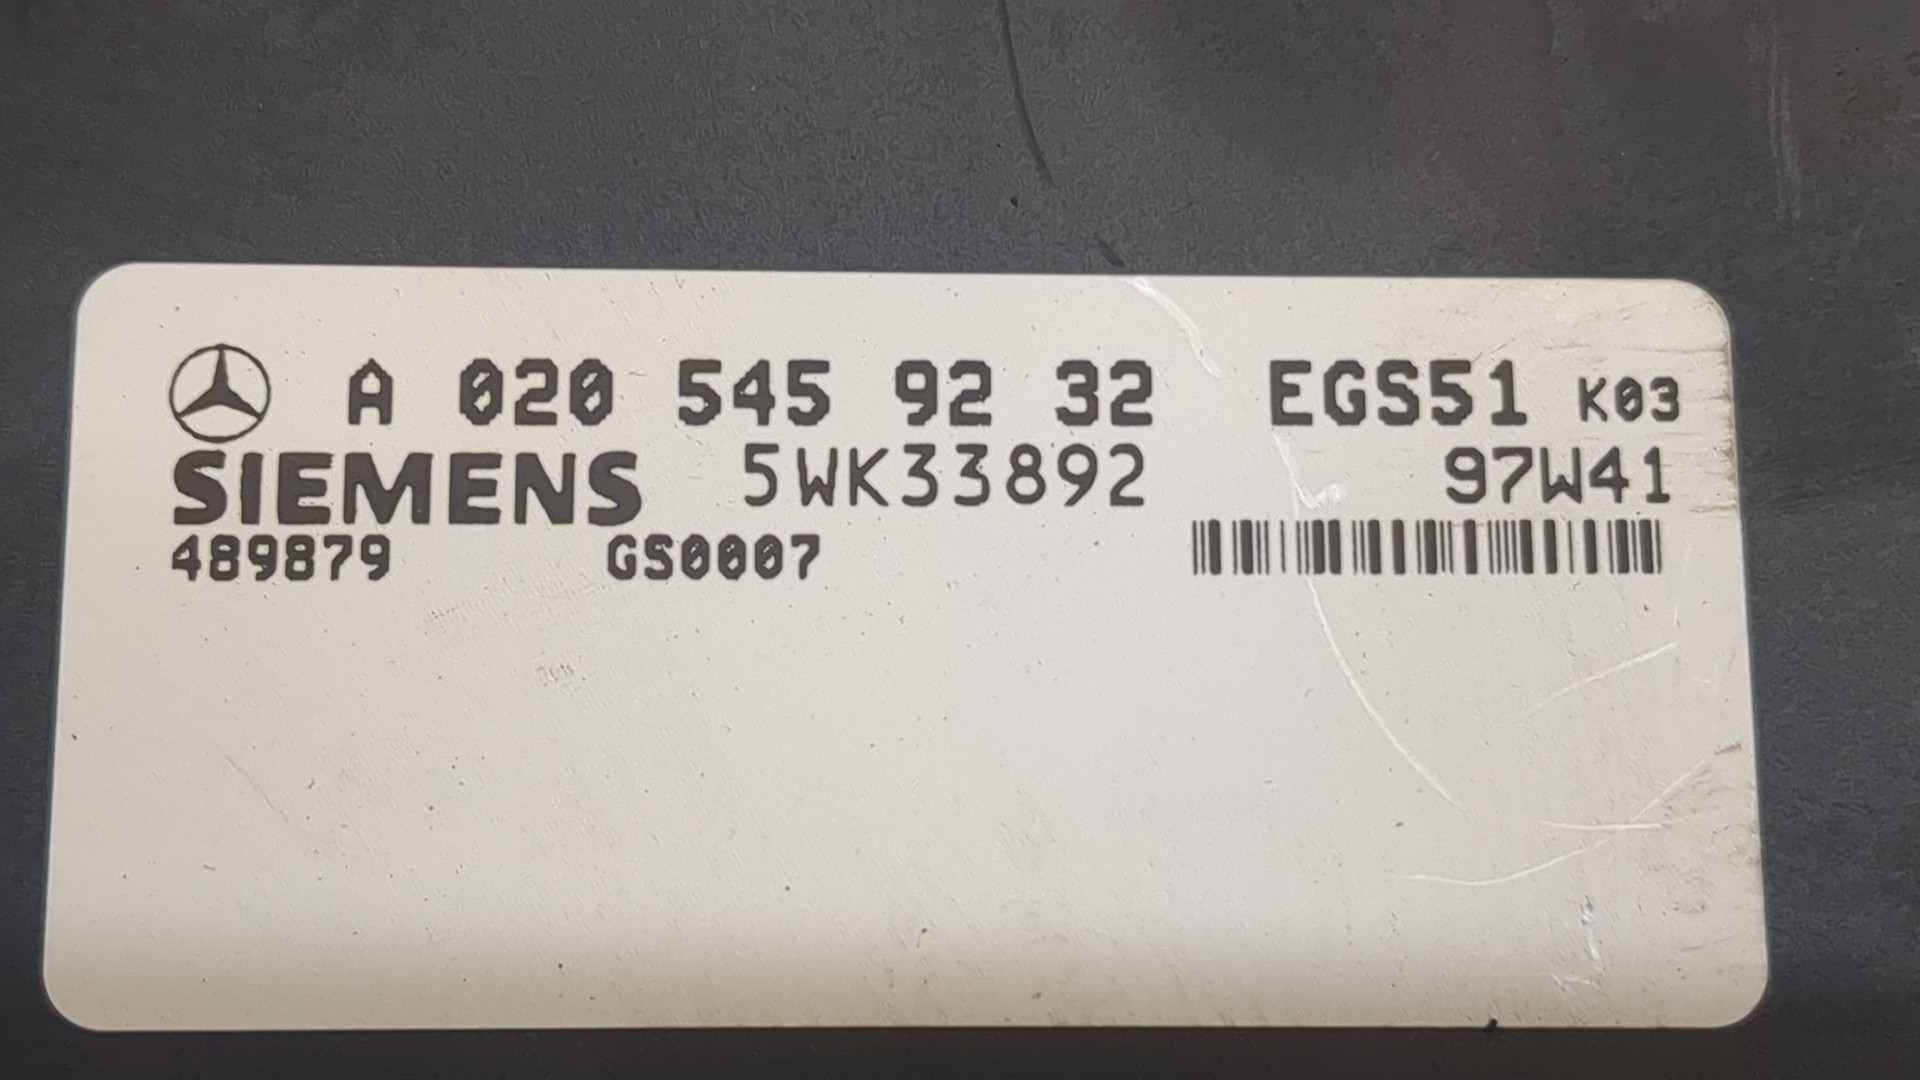 A 020 545 92 32 EGS51 K03
SIEMENS 5WK33892 97W41
489879 GS0007